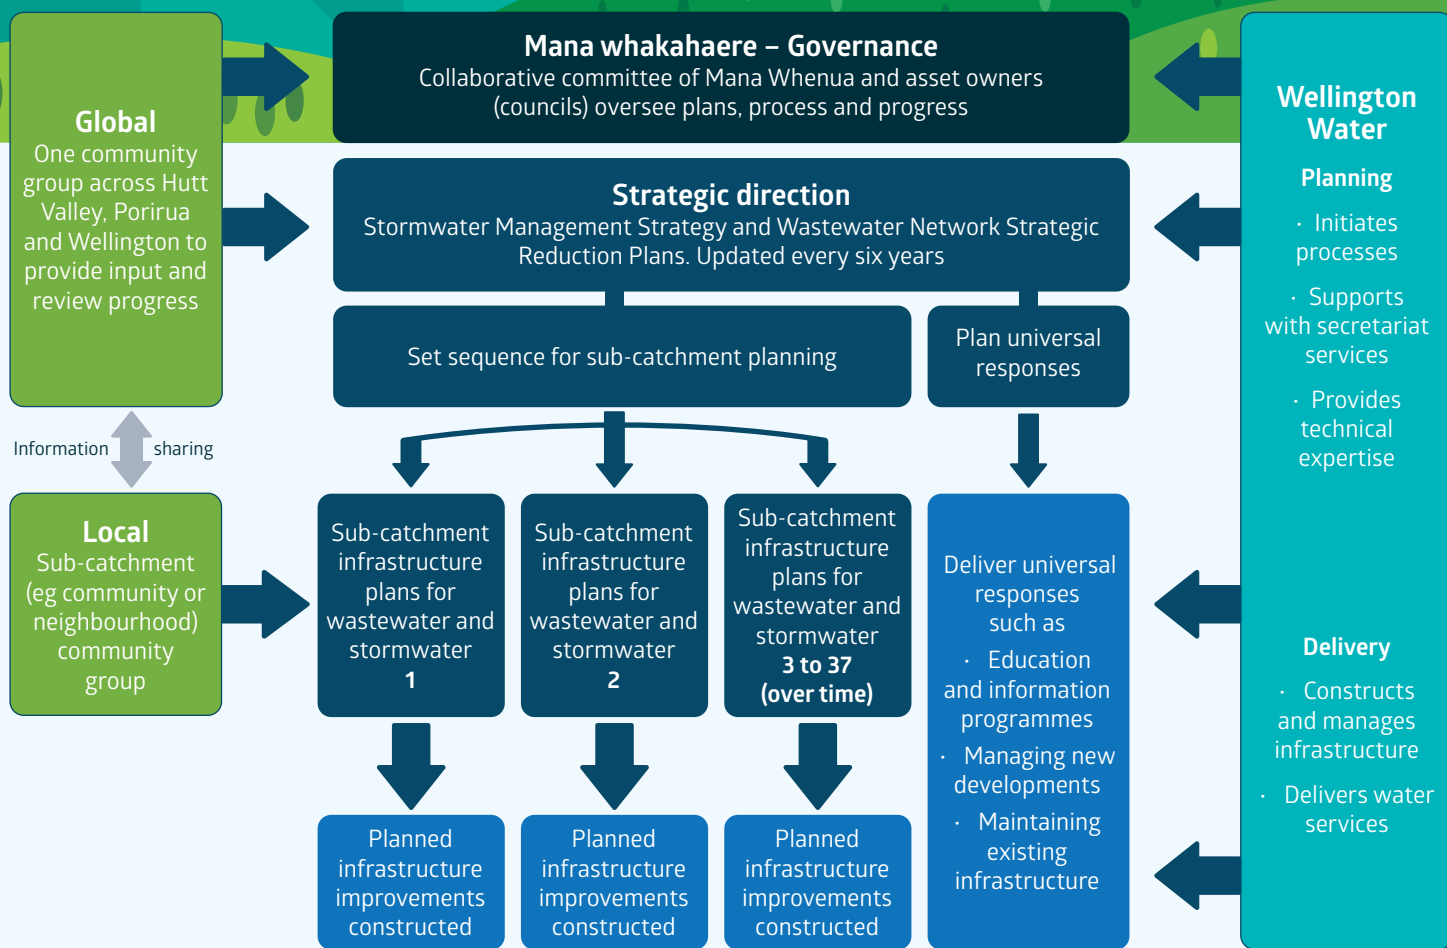 Global
One community
group across Hutt
Valley, Porirua
and Wellington to
provide input and
review progress
Information sharing
Local
Sub-catchment
(eg community or
neighbourhood)
community
group
Mana whakahaere – Governance
Collaborative committee of Mana Whenua and asset owners
(councils) oversee plans, process and progress
Strategic direction
Stormwater Management Strategy and Wastewater Network Strategic
Reduction Plans. Updated every six years
Set sequence for sub-catchment planning
Plan universal
responses
Sub-catchment
infrastructure
plans for
wastewater and
stormwater
1
Sub-catchment
infrastructure
plans for
wastewater and
stormwater
2
Sub-catchment
infrastructure
plans for
wastewater and
stormwater
3 to 37
(over time)
Deliver universal
responses
such as
· Education
and information
programmes
· Managing new
developments
· Maintaining
existing
infrastructure
Planned
infrastructure
improvements
constructed
Planned
infrastructure
improvements
constructed
Planned
infrastructure
improvements
constructed
Wellington
Water
Planning
· Initiates
processes
· Supports
with secretariat
services
· Provides
technical
expertise
Delivery
· Constructs
and manages
infrastructure
· Delivers water
services